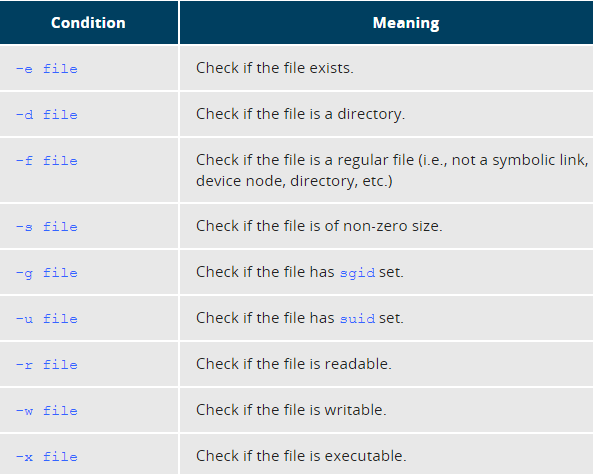 Condition Meaning
-e file Check if the file exists.
-d file Check if the file is a directory.
-f file Check if the file is a regular file (i.e., not a symbolic link,
device node, directory, etc.)
-s file Check if the file is of non-zero size.
-g file Check if the file has sgid set.
-u file Check if the file has suid set.
-r file Check if the file is readable.
-w file Check if the file is writable.
-x file Check if the file is executable.